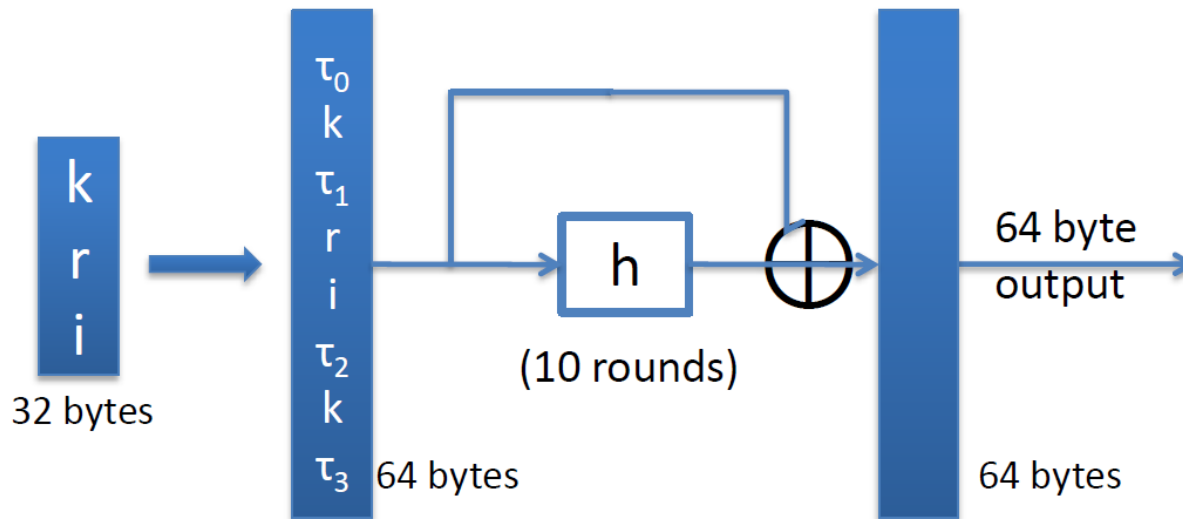 k
r
i
32 bytes
τ₀
k
τ₁
r
i
τ₂
k
τ₃
64 bytes
h
(10 rounds)
64 byte
output
64 bytes